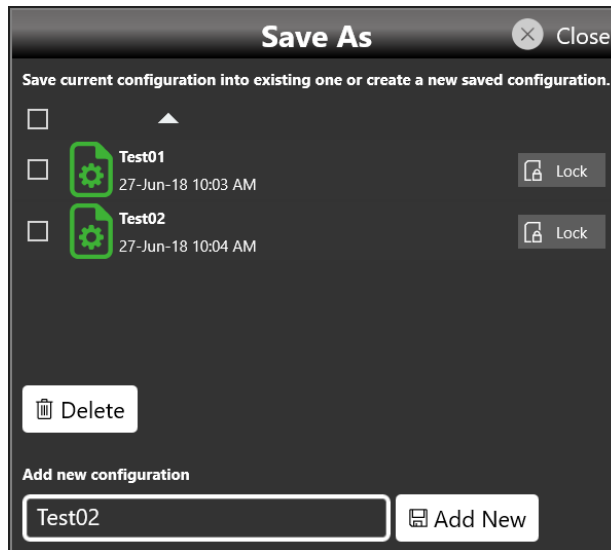 Save As
Close
Save current configuration into existing one or create a new saved configuration.
Test01
27-Jun-18 10:03 AM
Lock
Test02
27-Jun-18 10:04 AM
Lock
Delete
Add new configuration
Test02
Add New